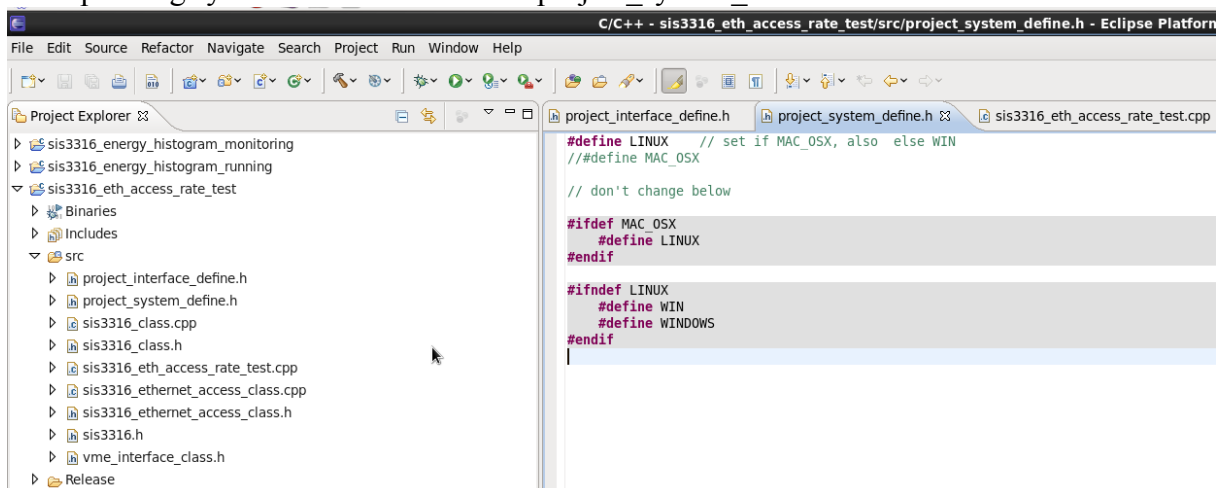 C/C++ - sis3316_eth_access_rate_test/src/project_system_define.h - Eclipse Platform
File Edit Source Refactor Navigate Search Project Run Window Help
Project Explorer
project_interface_define.h
project_system_define.h
sis3316_eth_access_rate_test.cpp
sis3316_energy_histogram_monitoring
sis3316_energy_histogram_running
sis3316_eth_access_rate_test
Binaries
Includes
src
project_interface_define.h
project_system_define.h
sis3316_class.cpp
sis3316_class.h
sis3316_eth_access_rate_test.cpp
sis3316_ethernet_access_class.cpp
sis3316_ethernet_access_class.h
sis3316.h
vme_interface_class.h
Release
#define LINUX    // set if MAC_OSX, also  else WIN
//#define MAC_OSX
// don't change below
#ifdef MAC_OSX
#define LINUX
#endif
#ifndef LINUX
#define WIN
#define WINDOWS
#endif